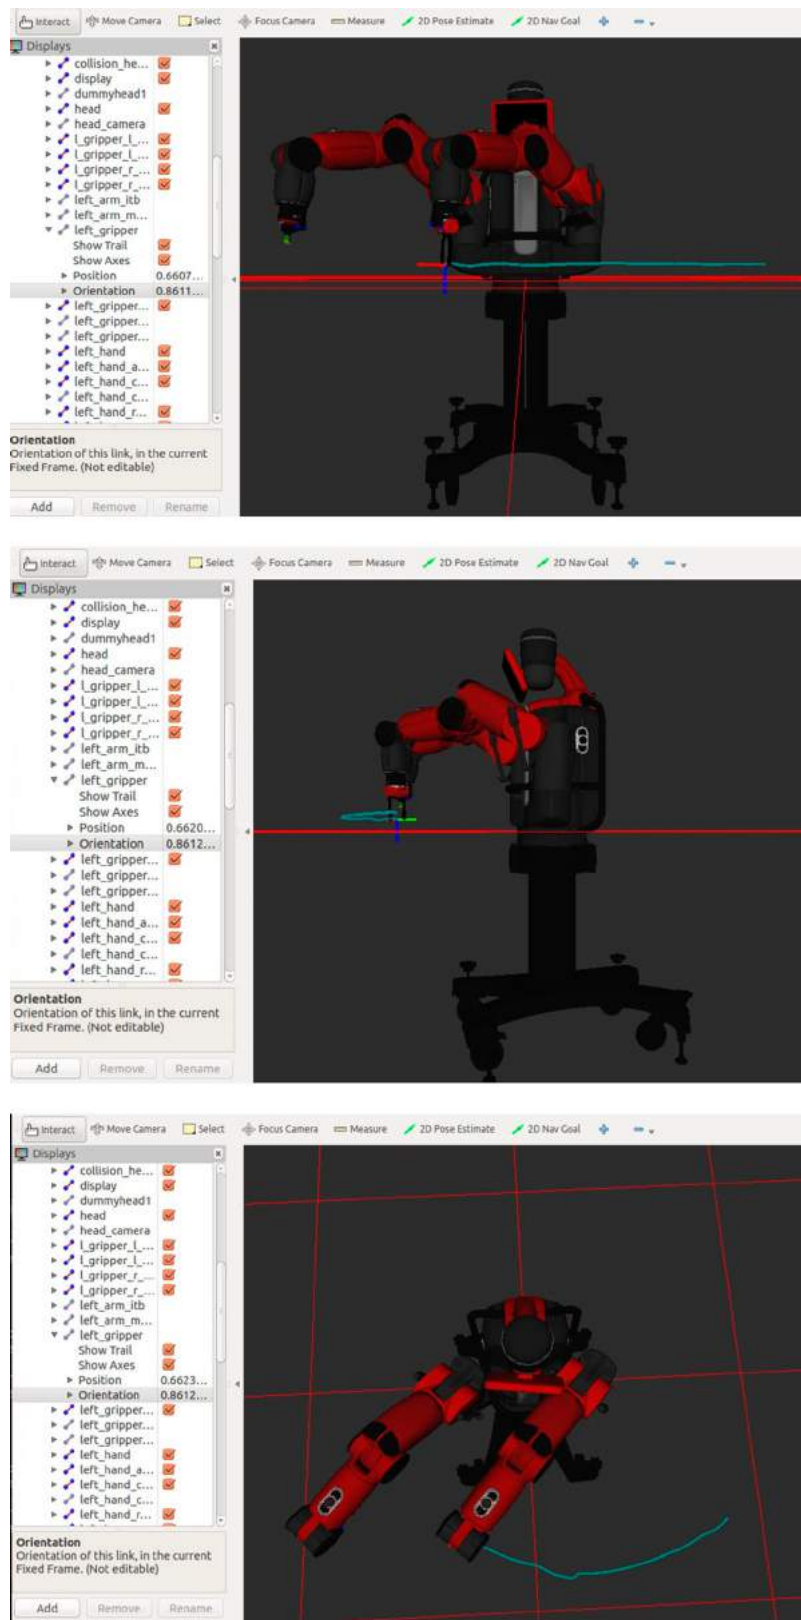 Interact Move Camera Select Focus Camera Measure 2D Pose Estimate 2D Nav Goal
Displays
collision_he...
display
dummyhead1
head
head_camera
l_gripper_l_...
l_gripper_l_...
l_gripper_r_...
l_gripper_r_...
left_arm_itb
left_arm_m...
left_gripper
Show Trail
Show Axes
Position 0.6607...
Orientation 0.8611...
left_gripper...
left_gripper...
left_gripper...
left_hand
left_hand_a...
left_hand_c...
left_hand_c...
left_hand_r...
Orientation
Orientation of this link, in the current
Fixed Frame. (Not editable)
Add Remove Rename
Interact Move Camera Select Focus Camera Measure 2D Pose Estimate 2D Nav Goal
Displays
collision_he...
display
dummyhead1
head
head_camera
l_gripper_l_...
l_gripper_l_...
l_gripper_r_...
l_gripper_r_...
left_arm_itb
left_arm_m...
left_gripper
Show Trail
Show Axes
Position 0.6620...
Orientation 0.8612...
left_gripper...
left_gripper...
left_gripper...
left_hand
left_hand_a...
left_hand_c...
left_hand_c...
left_hand_r...
Orientation
Orientation of this link, in the current
Fixed Frame. (Not editable)
Add Remove Rename
Interact Move Camera Select Focus Camera Measure 2D Pose Estimate 2D Nav Goal
Displays
collision_he...
display
dummyhead1
head
head_camera
l_gripper_l_...
l_gripper_l_...
l_gripper_r_...
l_gripper_r_...
left_arm_itb
left_arm_m...
left_gripper
Show Trail
Show Axes
Position 0.6623...
Orientation 0.8612...
left_gripper...
left_gripper...
left_gripper...
left_hand
left_hand_a...
left_hand_c...
left_hand_c...
left_hand_r...
Orientation
Orientation of this link, in the current
Fixed Frame. (Not editable)
Add Remove Rename